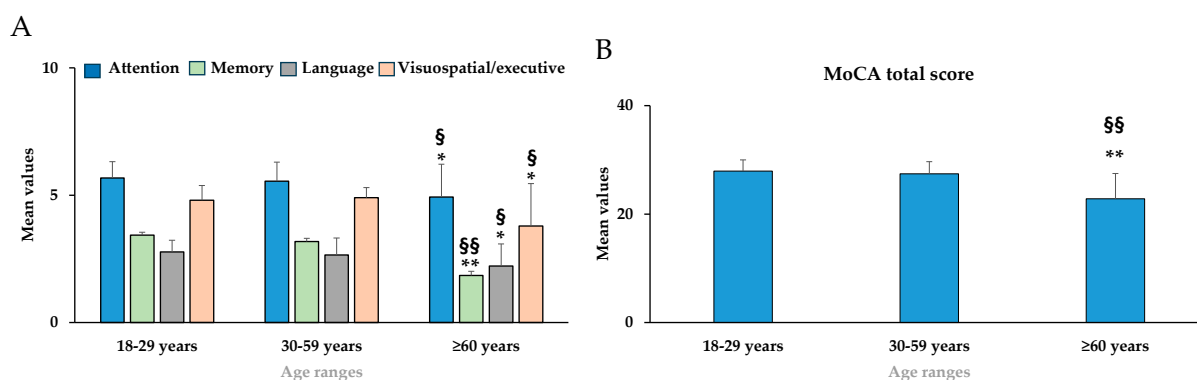 A
10
Attention Memory Language Visuospatial/executive
5
0
Mean values
§
*
§§
**
§
*
§
*
18-29 years
30-59 years
≥60 years
Age ranges
B
MoCA total score
40
20
0
Mean values
§§
**
18-29 years
30-59 years
≥60 years
Age ranges